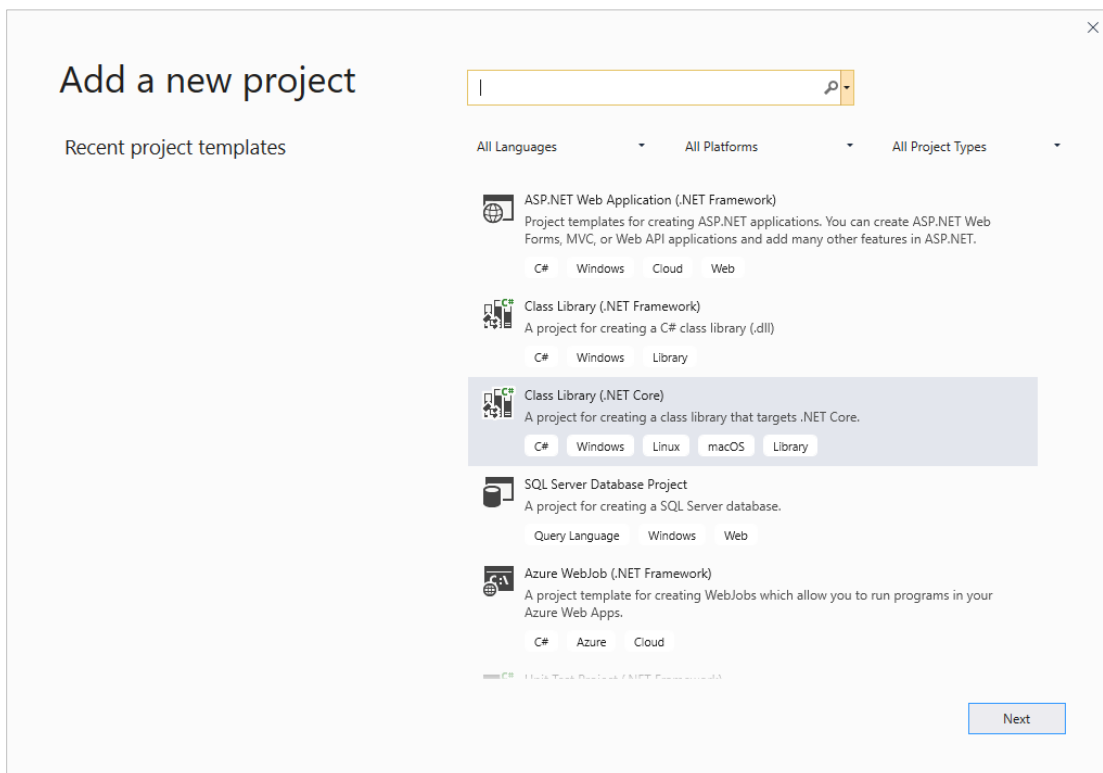 Add a new project
Recent project templates
All Languages
All Platforms
All Project Types
ASP.NET Web Application (.NET Framework)
Project templates for creating ASP.NET applications. You can create ASP.NET Web
Forms, MVC, or Web API applications and add many other features in ASP.NET.
C# Windows Cloud Web
C#
Class Library (.NET Framework)
A project for creating a C# class library (.dll)
C# Windows Library
C#
Class Library (.NET Core)
A project for creating a class library that targets .NET Core.
C# Windows Linux macOS Library
SQL Server Database Project
A project for creating a SQL Server database.
Query Language Windows Web
C:\
Azure WebJob (.NET Framework)
A project template for creating WebJobs which allow you to run programs in your
Azure Web Apps.
C# Azure Cloud
C#
Unit Test Project (.NET Framework)
Next